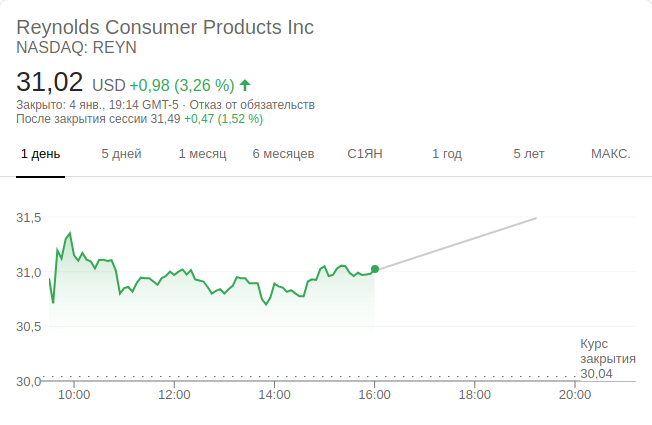 Reynolds Consumer Products Inc
NASDAQ: REYN
31,02 USD +0,98 (3,26 %)
Закрыто: 4 янв., 19:14 GMT-5 · Отказ от обязательств
После закрытия сессии 31,49 +0,47 (1,52 %)
1 день 5 дней 1 месяц 6 месяцев С1ЯН 1 год 5 лет МАКС.
31,5
31,0
30,5
Курс
закрытия
30,04
30,0
10:00 12:00 14:00 16:00 18:00 20:00